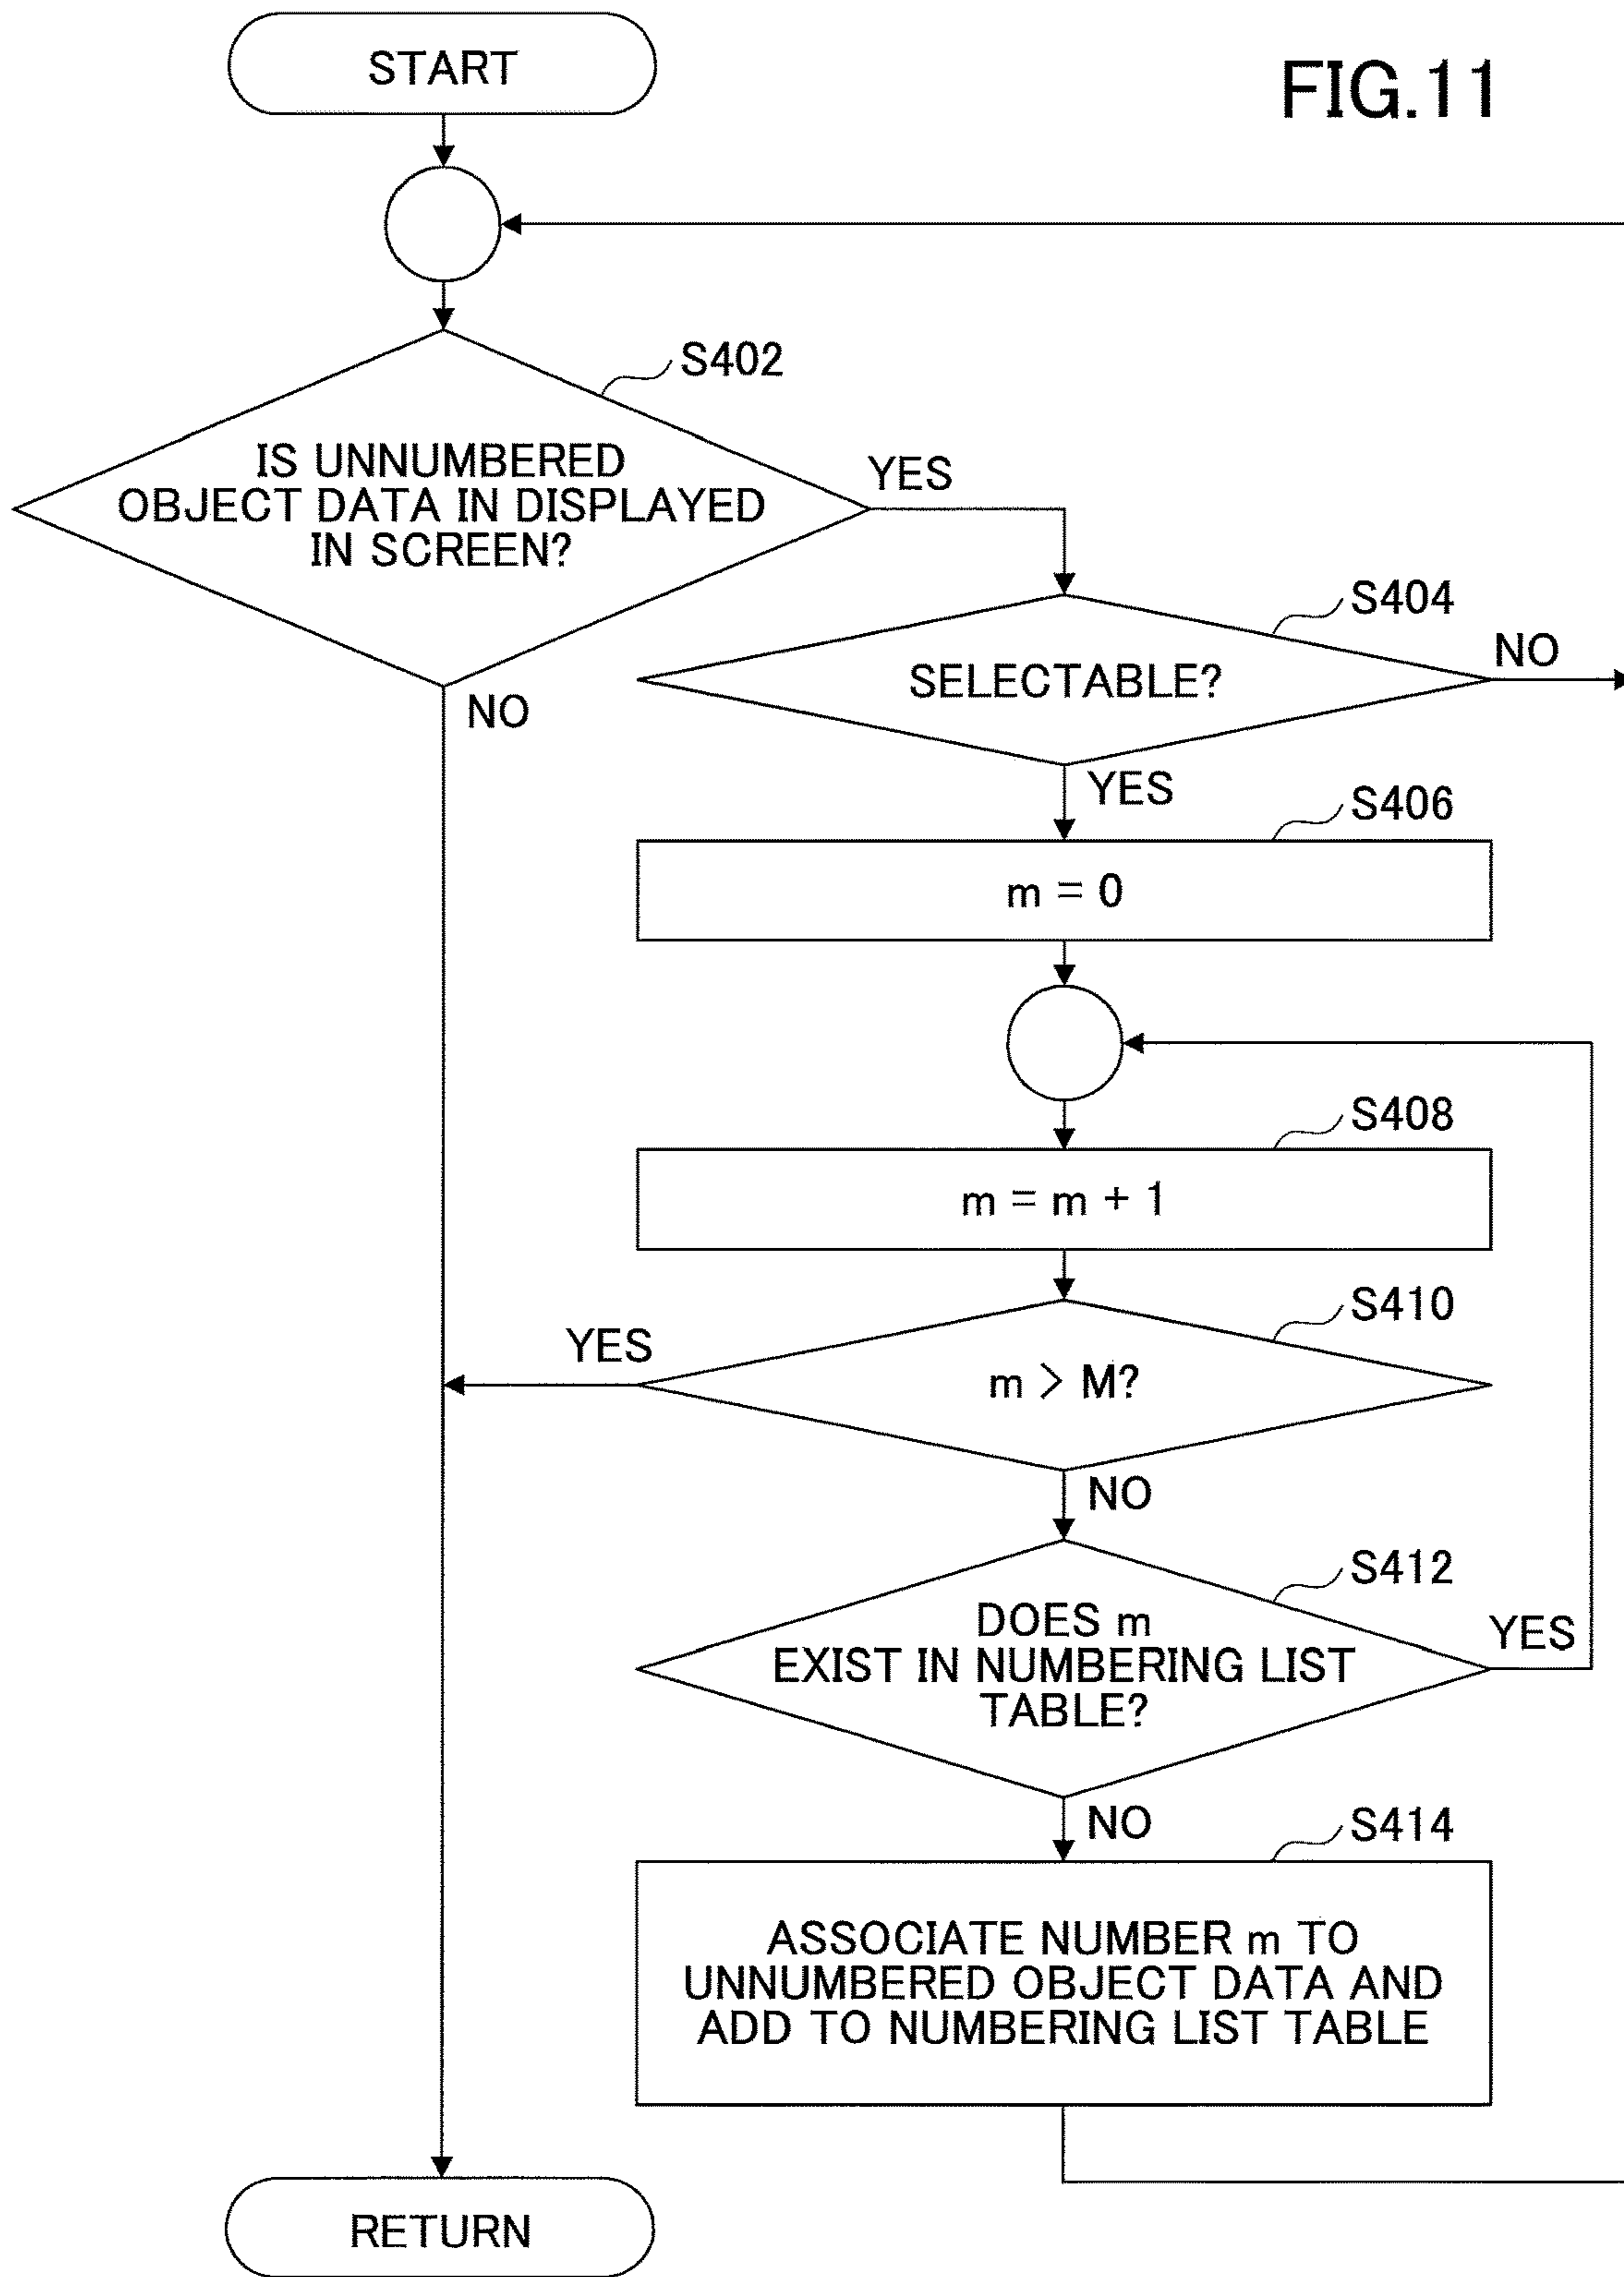 START
FIG.11
S402
IS UNNUMBERED
OBJECT DATA IN DISPLAYED
IN SCREEN?
YES
NO
S404
SELECTABLE?
NO
YES
S406
m = 0
S408
m = m + 1
S410
m > M?
YES
NO
S412
DOES m
EXIST IN NUMBERING LIST
TABLE?
YES
NO
S414
ASSOCIATE NUMBER m TO
UNNUMBERED OBJECT DATA AND
ADD TO NUMBERING LIST TABLE
RETURN